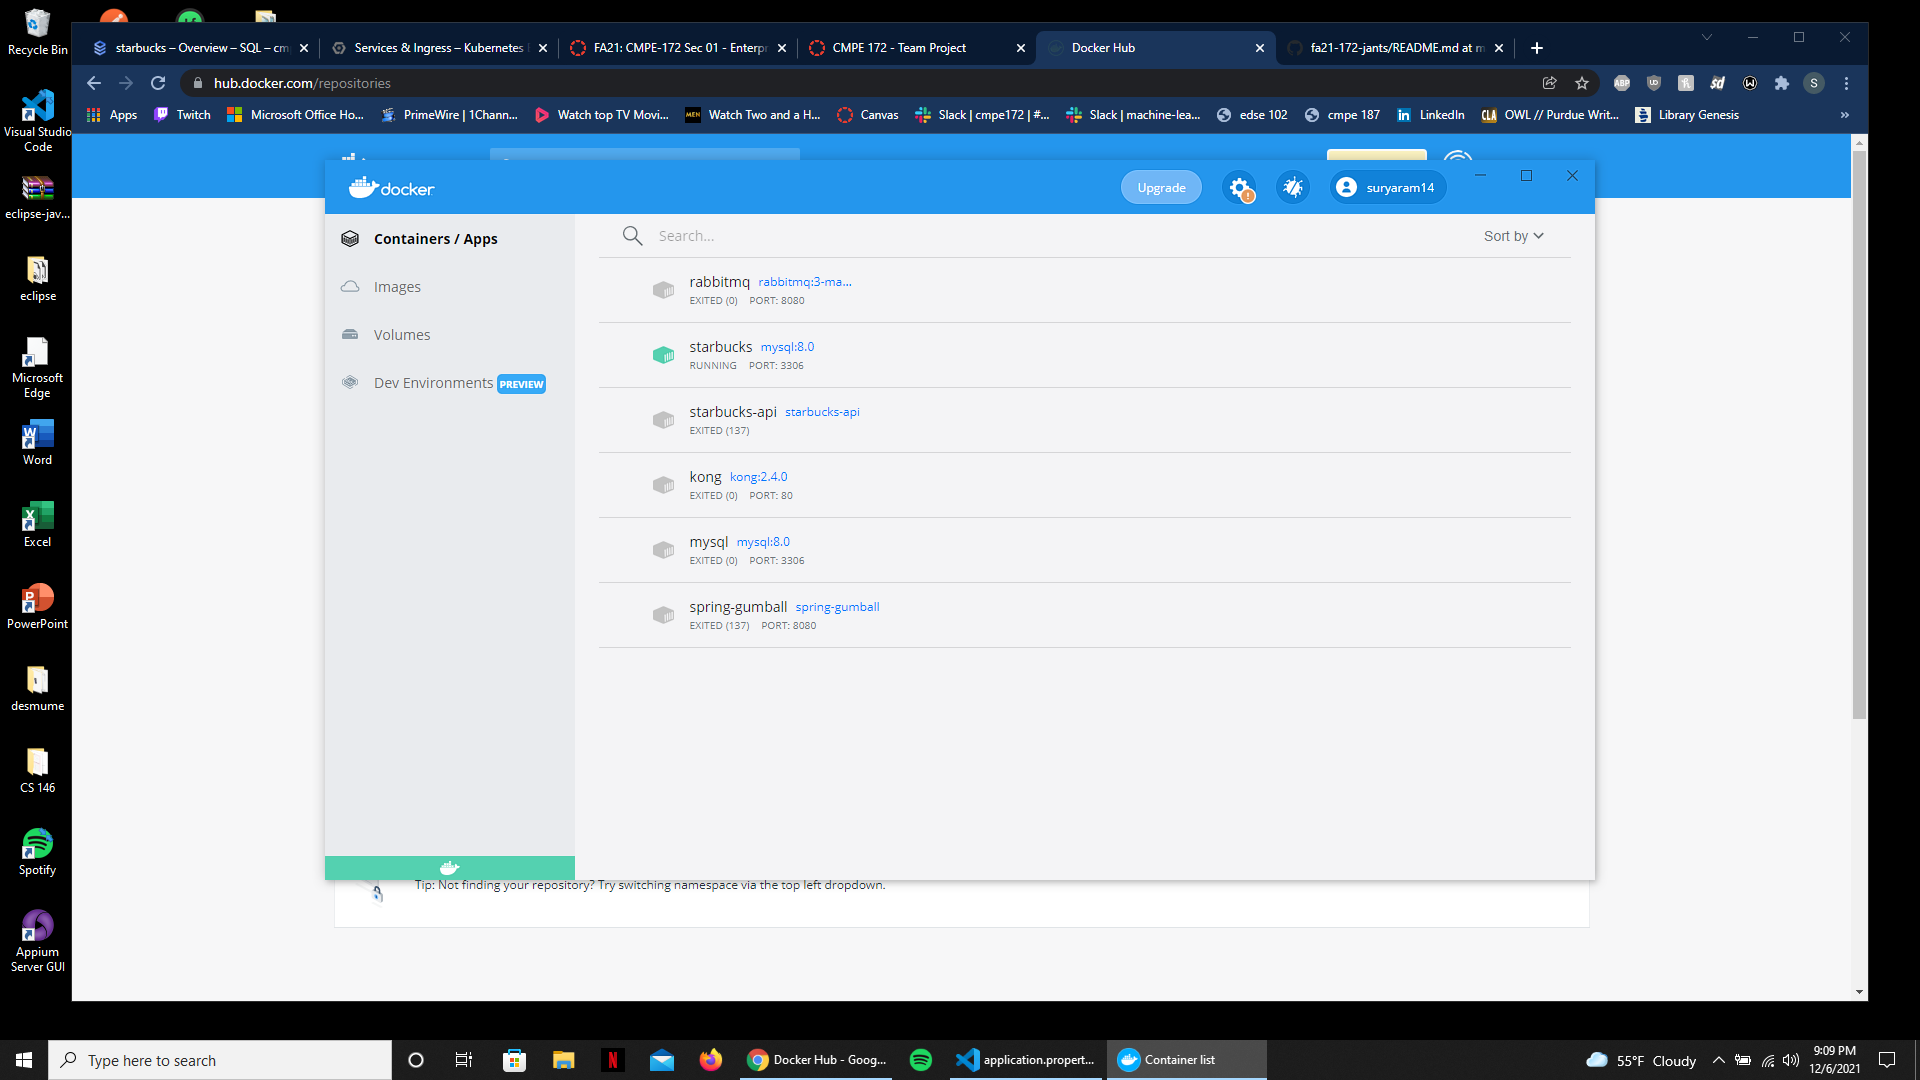 Recycle Bin
Visual Studio
Code
eclipse-jav...
eclipse
Microsoft
Edge
Word
Excel
PowerPoint
desmume
CS 146
Spotify
Appium
Server GUI
starbucks – Overview – SQL – cm
Services & Ingress – Kubernetes
FA21: CMPE-172 Sec 01 - Enterp
CMPE 172 - Team Project
Docker Hub
fa21-172-jants/README.md at m
hub.docker.com/repositories
ABP
S
Apps
Twitch
Microsoft Office Ho...
PrimeWire | 1Chann...
Watch top TV Movi...
MEN
Watch Two and a H...
Canvas
Slack | cmpe172 | #...
Slack | machine-lea...
edse 102
cmpe 187
LinkedIn
CLA
OWL // Purdue Writ...
Library Genesis
»
docker
Upgrade
suryaram14
Containers / Apps
Images
Volumes
Dev Environments PREVIEW
Search...
Sort by
rabbitmq rabbitmq:3-ma...
EXITED (0) PORT: 8080
starbucks mysql:8.0
RUNNING PORT: 3306
starbucks-api starbucks-api
EXITED (137)
kong kong:2.4.0
EXITED (0) PORT: 80
mysql mysql:8.0
EXITED (0) PORT: 3306
spring-gumball spring-gumball
EXITED (137) PORT: 8080
Tip: Not finding your repository? Try switching namespace via the top left dropdown.
Type here to search
Docker Hub - Goog...
application.propert...
Container list
55°F Cloudy
9:09 PM
12/6/2021